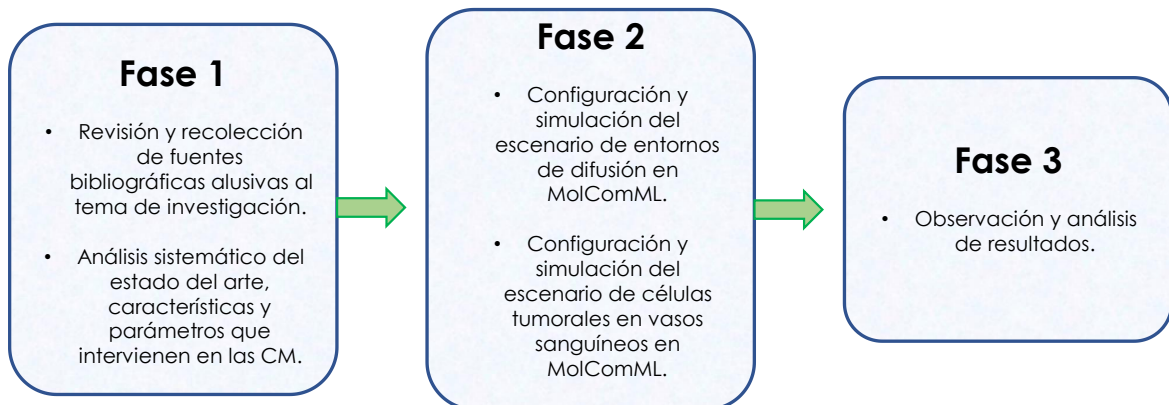 Fase 1
• Revisión y recolección
de fuentes
bibliográficas alusivas al
tema de investigación.
• Análisis sistemático del
estado del arte,
características y
parámetros que
intervienen en las CM.
Fase 2
• Configuración y
simulación del
escenario de entornos
de difusión en
MolComML.
• Configuración y
simulación del
escenario de células
tumorales en vasos
sanguíneos en
MolComML.
Fase 3
• Observación y análisis
de resultados.